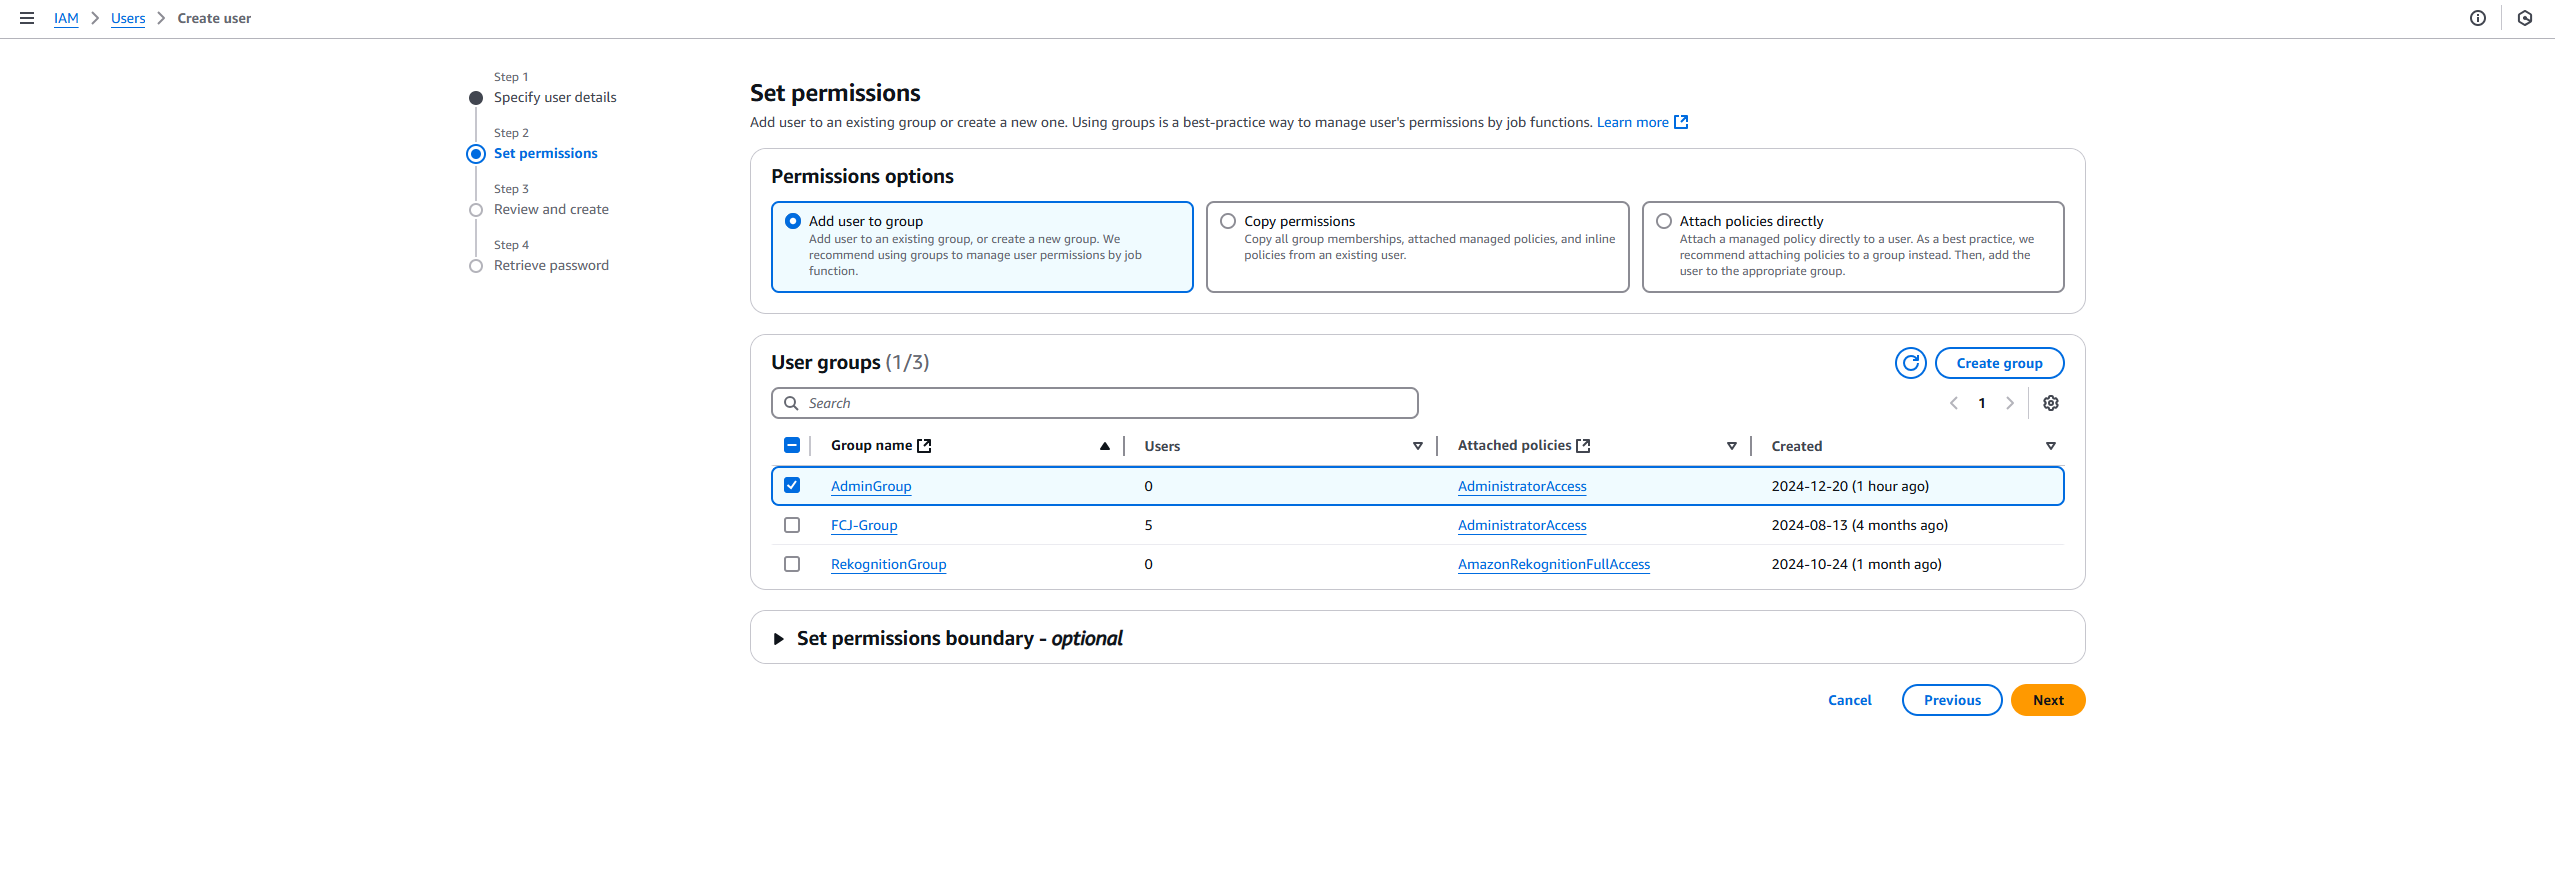 IAM > Users > Create user
Step 1
Specify user details
Step 2
Set permissions
Step 3
Review and create
Step 4
Retrieve password
Set permissions
Add user to an existing group or create a new one. Using groups is a best-practice way to manage user's permissions by job functions. Learn more
Permissions options
Add user to group
Add user to an existing group, or create a new group. We
recommend using groups to manage user permissions by job
function.
Copy permissions
Copy all group memberships, attached managed policies, and inline
policies from an existing user.
Attach policies directly
Attach a managed policy directly to a user. As a best practice, we
recommend attaching policies to a group instead. Then, add the
user to the appropriate group.
User groups (1/3)
Create group
Search
1
Group name Users Attached policies Created
AdminGroup 0 AdministratorAccess 2024-12-20 (1 hour ago)
FCJ-Group 5 AdministratorAccess 2024-08-13 (4 months ago)
RekognitionGroup 0 AmazonRekognitionFullAccess 2024-10-24 (1 month ago)
Set permissions boundary - optional
Cancel Previous Next